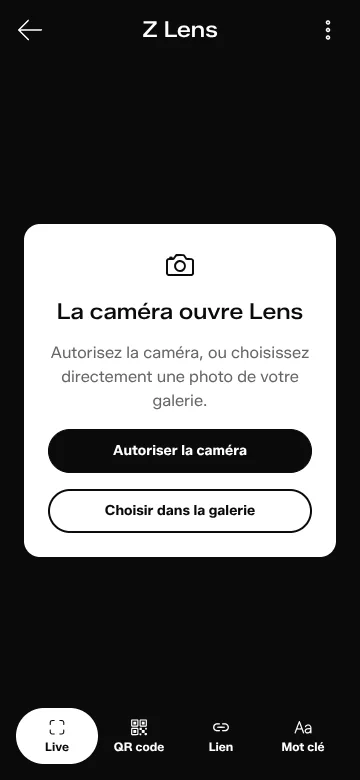 Z Lens
La caméra ouvre Lens
Autorisez la caméra, ou choisissez
directement une photo de votre
galerie.
Autoriser la caméra
Choisir dans la galerie
Live
QR code
Lien
Aa
Mot clé